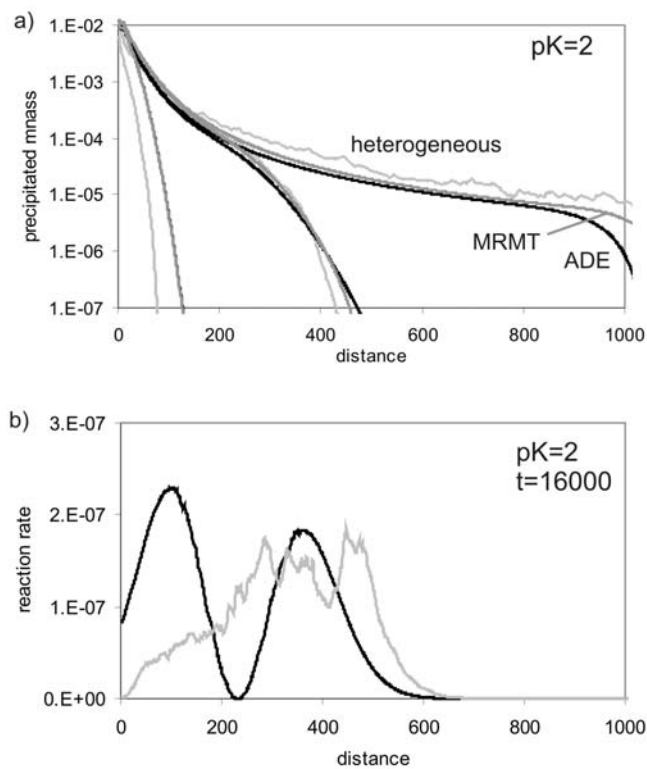 a)
1.E-02
1.E-03
1.E-04
1.E-05
1.E-06
1.E-07
precipitated mnass
pK=2
heterogeneous
MRMT
ADE
0
200
400
600
800
1000
distance
b)
3.E-07
2.E-07
1.E-07
0.E+00
reaction rate
pK=2
t=16000
0
200
400
600
800
1000
distance